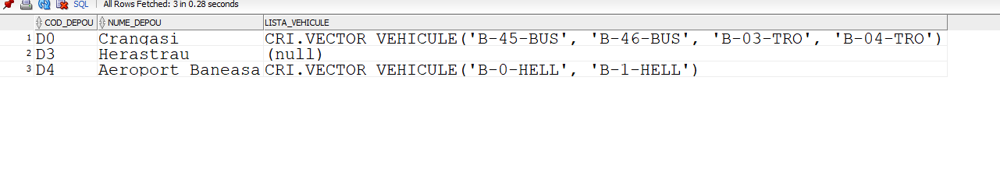 SQL | All Rows Fetched: 3 in 0.28 seconds
COD_DEPOU NUME_DEPOU LISTA_VEHICULE
1 D0 Crangasi CRI.VECTOR_VEHICULE('B-45-BUS', 'B-46-BUS', 'B-03-TRO', 'B-04-TRO')
2 D3 Herastrau (null)
3 D4 Aeroport Baneasa CRI.VECTOR_VEHICULE('B-0-HELL', 'B-1-HELL')